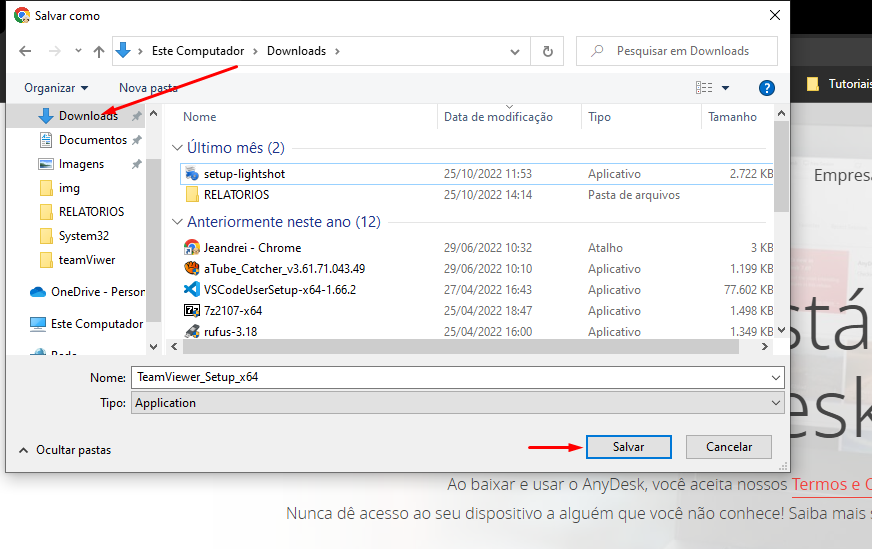 Salvar como
Este Computador > Downloads >
Pesquisar em Downloads
Organizar
Nova pasta
Tutoriais
Downloads
Documentos
Imagens
img
RELATORIOS
System32
teamViwer
OneDrive - Person
Este Computador
Nome Data de modificação Tipo Tamanho
Último mês (2)
setup-lightshot 25/10/2022 11:53 Aplicativo 2.722 KB
RELATORIOS 25/10/2022 14:14 Pasta de arquivos
Anteriormente neste ano (12)
Jeandrei - Chrome 29/06/2022 10:32 Atalho 3 KB
aTube_Catcher_v3.61.71.043.49 29/06/2022 10:10 Aplicativo 1.199 KB
VSCodeUserSetup-x64-1.66.2 27/04/2022 16:43 Aplicativo 77.602 KB
7z2107-x64 25/04/2022 18:47 Aplicativo 1.498 KB
rufus-3.18 25/04/2022 16:00 Aplicativo 1.349 KB
Empresa
stá
esk
Nome: TeamViewer_Setup_x64
Tipo: Application
Ocultar pastas
Salvar
Cancelar
Ao baixar e usar o AnyDesk, você aceita nossos Termos e C
Nunca dê acesso ao seu dispositivo a alguém que você não conhece! Saiba mais s